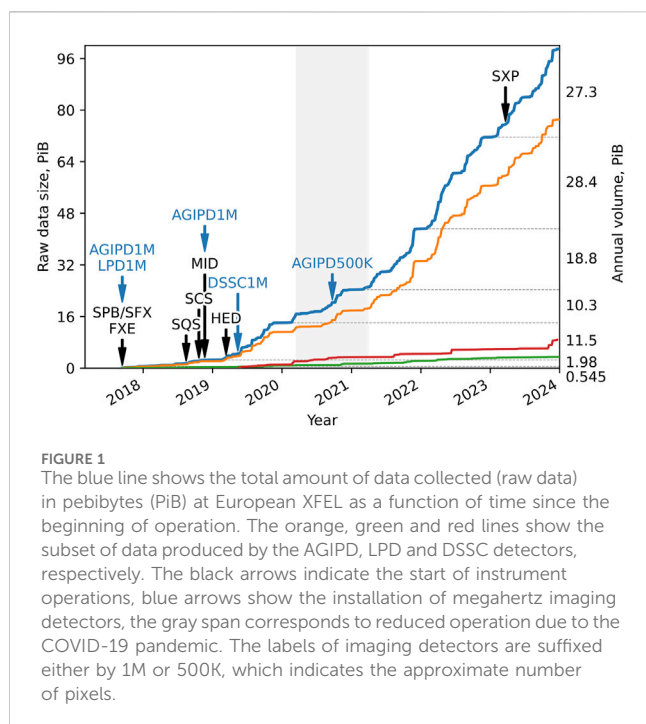 96
80
64
48
32
16
0
Raw data size, PiB
AGIPD1M
LPD1M
SPB/SFX
FXE
SQS
SCS
AGIPD1M
MID
HED
DSSC1M
AGIPD500K
SXP
27.3
28.4
18.8
10.3
11.5
1.98
0.545
Annual volume, PiB
2018
2019
2020
2021
2022
2023
2024
Year
FIGURE 1
The blue line shows the total amount of data collected (raw data)
in pebibytes (PiB) at European XFEL as a function of time since the
beginning of operation. The orange, green and red lines show the
subset of data produced by the AGIPD, LPD and DSSC detectors,
respectively. The black arrows indicate the start of instrument
operations, blue arrows show the installation of megahertz imaging
detectors, the gray span corresponds to reduced operation due to the
COVID-19 pandemic. The labels of imaging detectors are suffixed
either by 1M or 500K, which indicates the approximate number
of pixels.